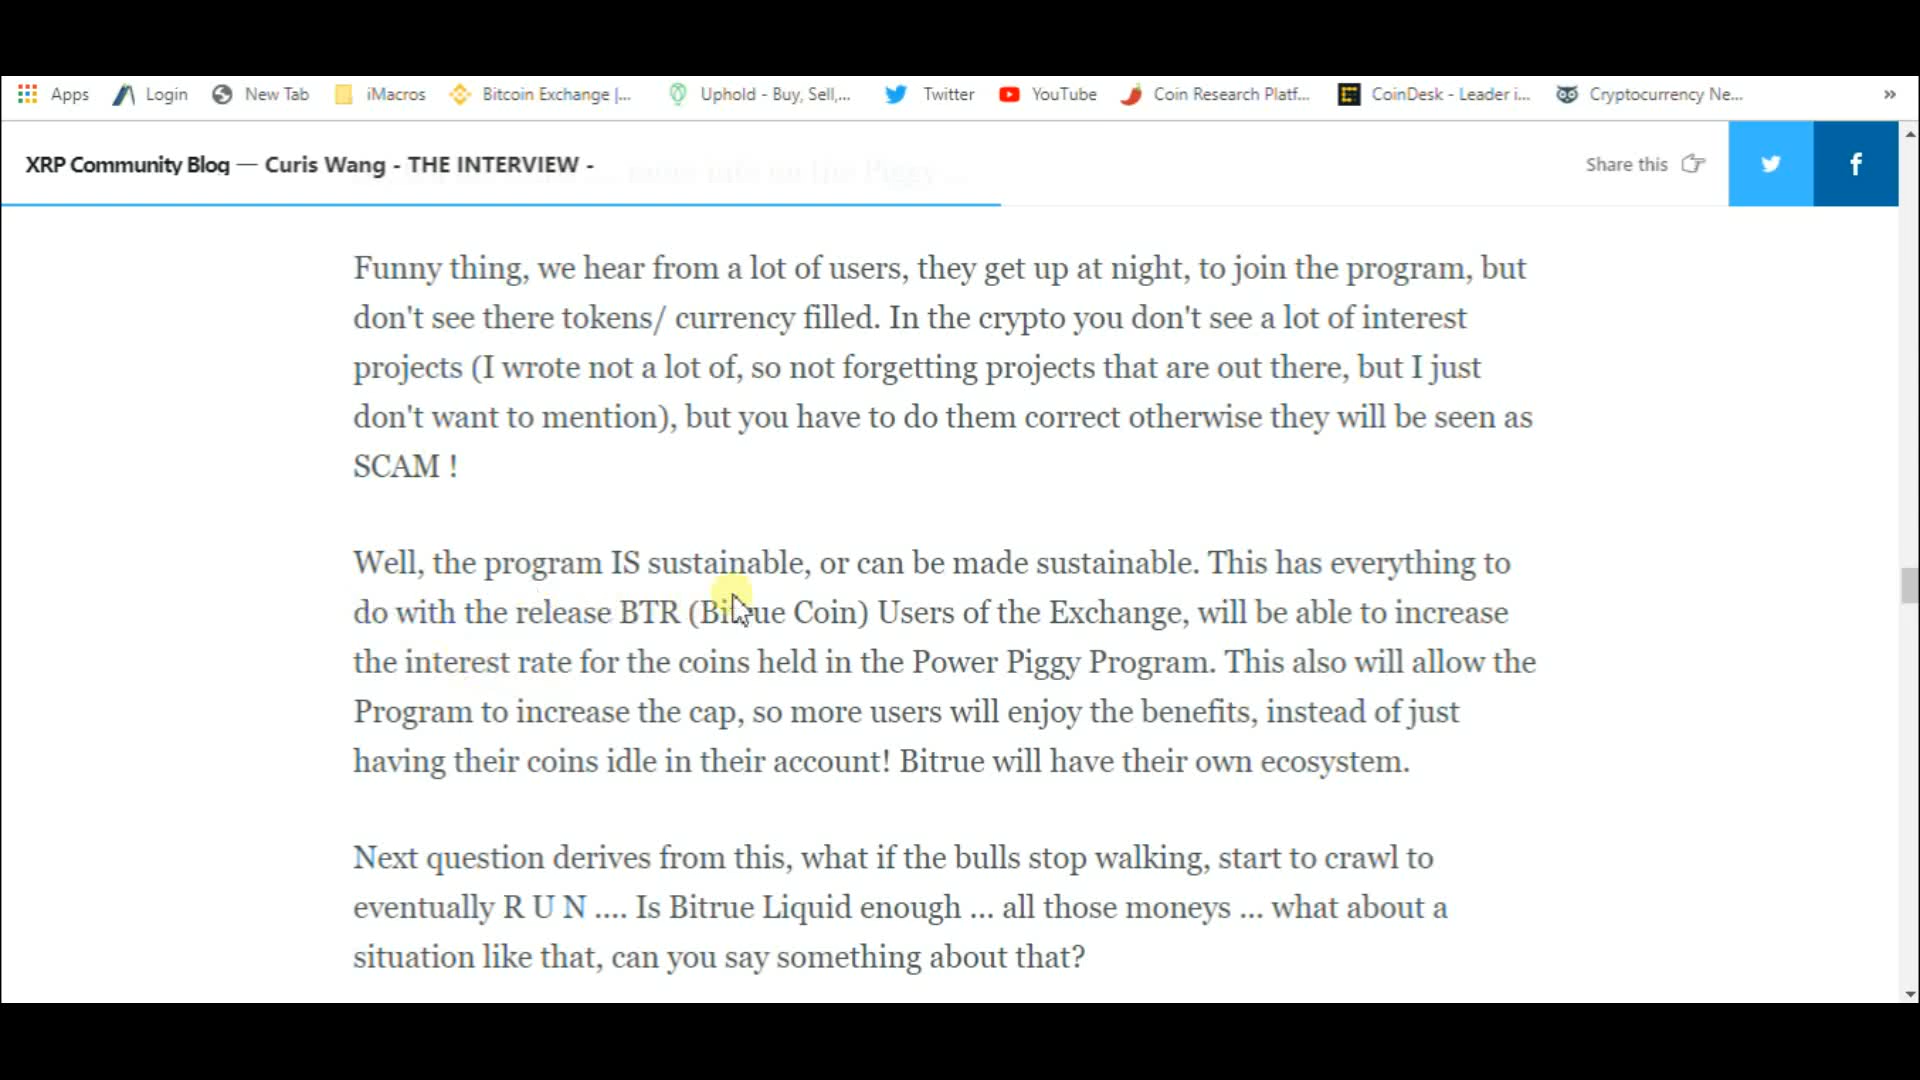 Apps Login New Tab iMacros Bitcoin Exchange |... Uphold - Buy, Sell,... Twitter YouTube Coin Research Platf... CoinDesk - Leader i... Cryptocurrency Ne... »
XRP Community Blog — Curis Wang - THE INTERVIEW - Share this
... more info on the Piggy ...
Funny thing, we hear from a lot of users, they get up at night, to join the program, but
don't see there tokens/ currency filled. In the crypto you don't see a lot of interest
projects (I wrote not a lot of, so not forgetting projects that are out there, but I just
don't want to mention), but you have to do them correct otherwise they will be seen as
SCAM !
Well, the program IS sustainable, or can be made sustainable. This has everything to
do with the release BTR (Bitrue Coin) Users of the Exchange, will be able to increase
the interest rate for the coins held in the Power Piggy Program. This also will allow the
Program to increase the cap, so more users will enjoy the benefits, instead of just
having their coins idle in their account! Bitrue will have their own ecosystem.
Next question derives from this, what if the bulls stop walking, start to crawl to
eventually R U N .... Is Bitrue Liquid enough ... all those moneys ... what about a
situation like that, can you say something about that?